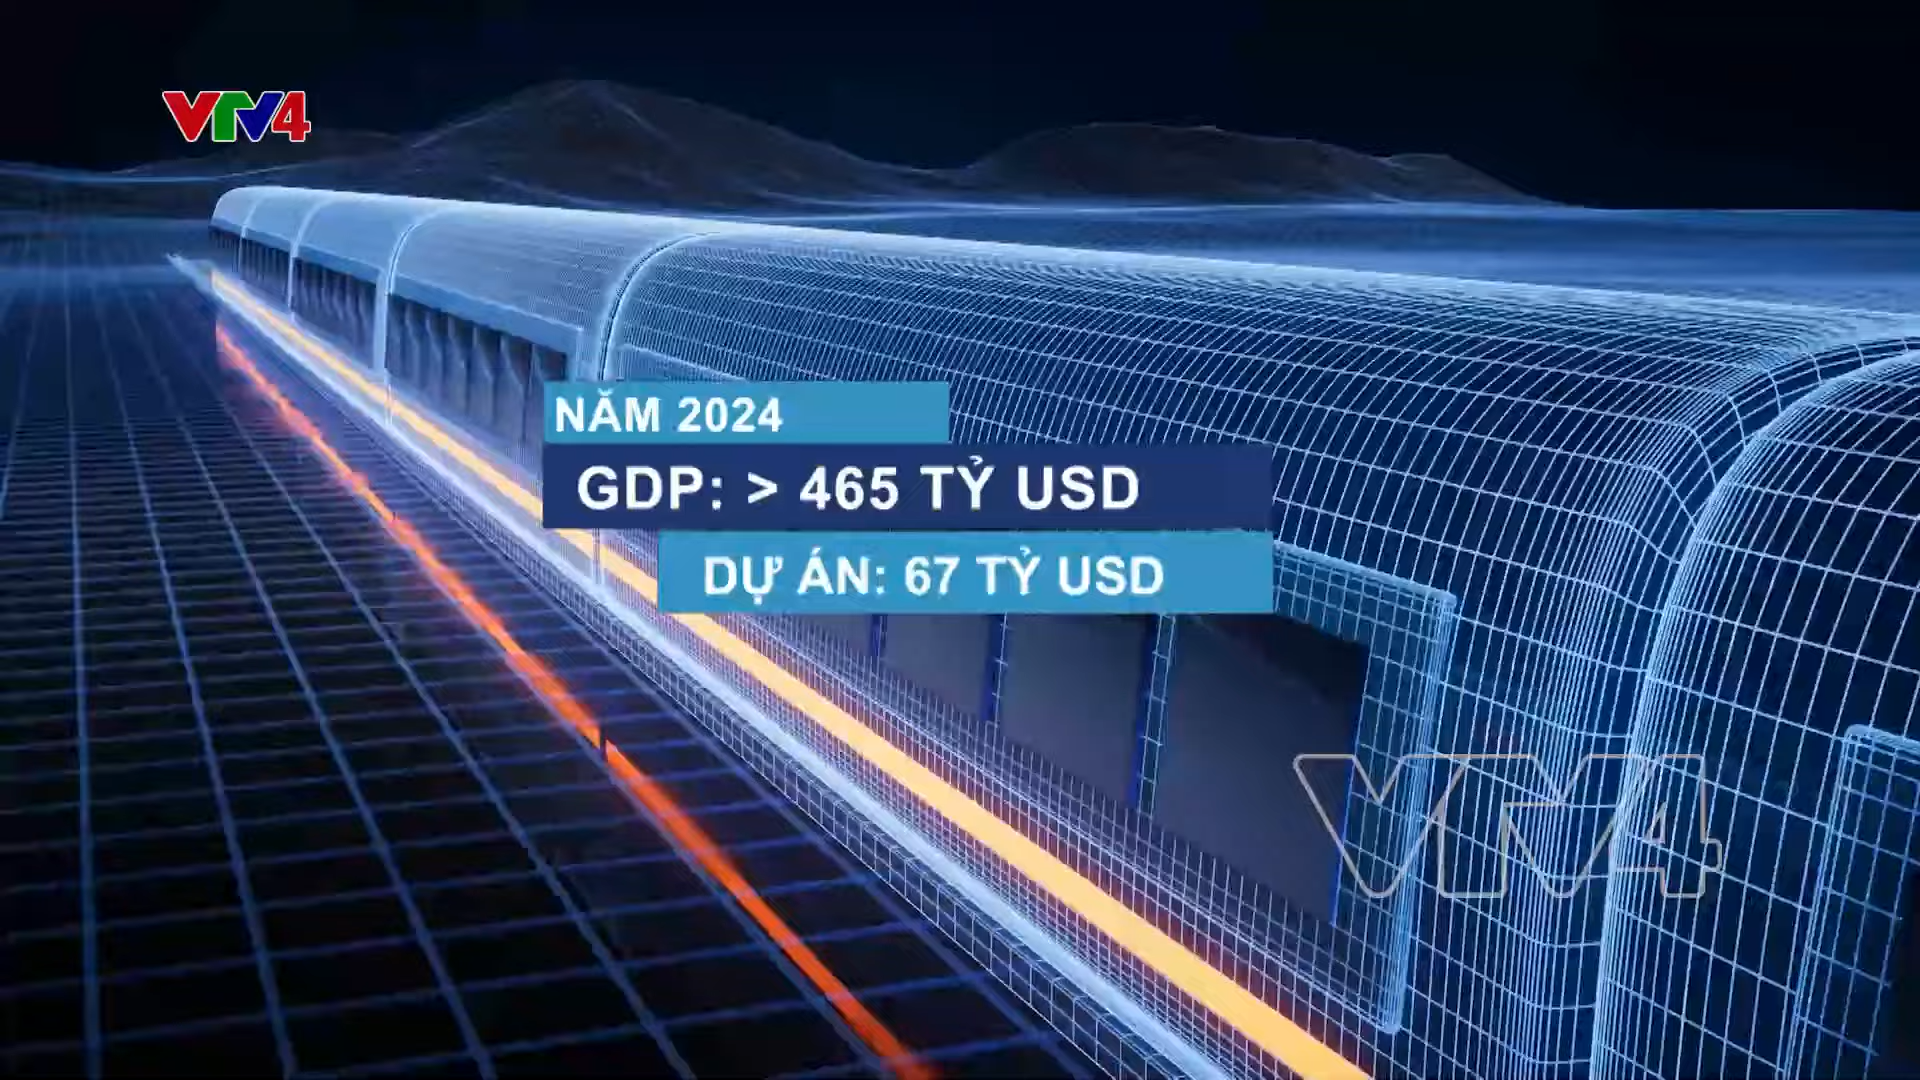 VTV4
NĂM 2024
GDP: > 465 TỶ USD
DỰ ÁN: 67 TỶ USD
VTV4